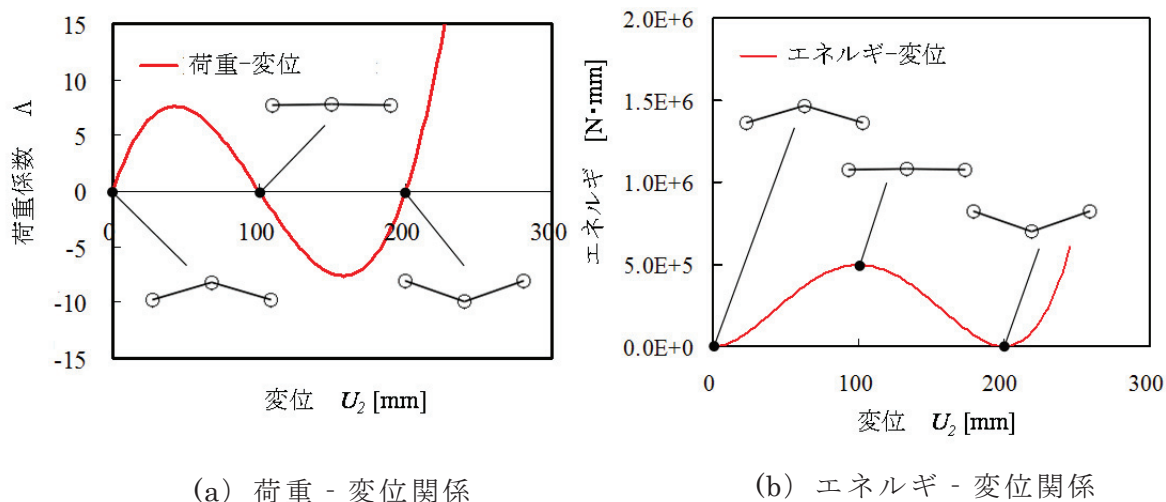 15
10
5
0
-5
-10
-15
荷重係数 Λ
荷重-変位
0
100
200
300
変位 U₂ [mm]
(a) 荷重 - 変位関係
2.0E+6
1.5E+6
1.0E+6
5.0E+5
0.0E+0
エネルギ [N・mm]
エネルギ-変位
0
100
200
300
変位 U₂ [mm]
(b) エネルギ - 変位関係